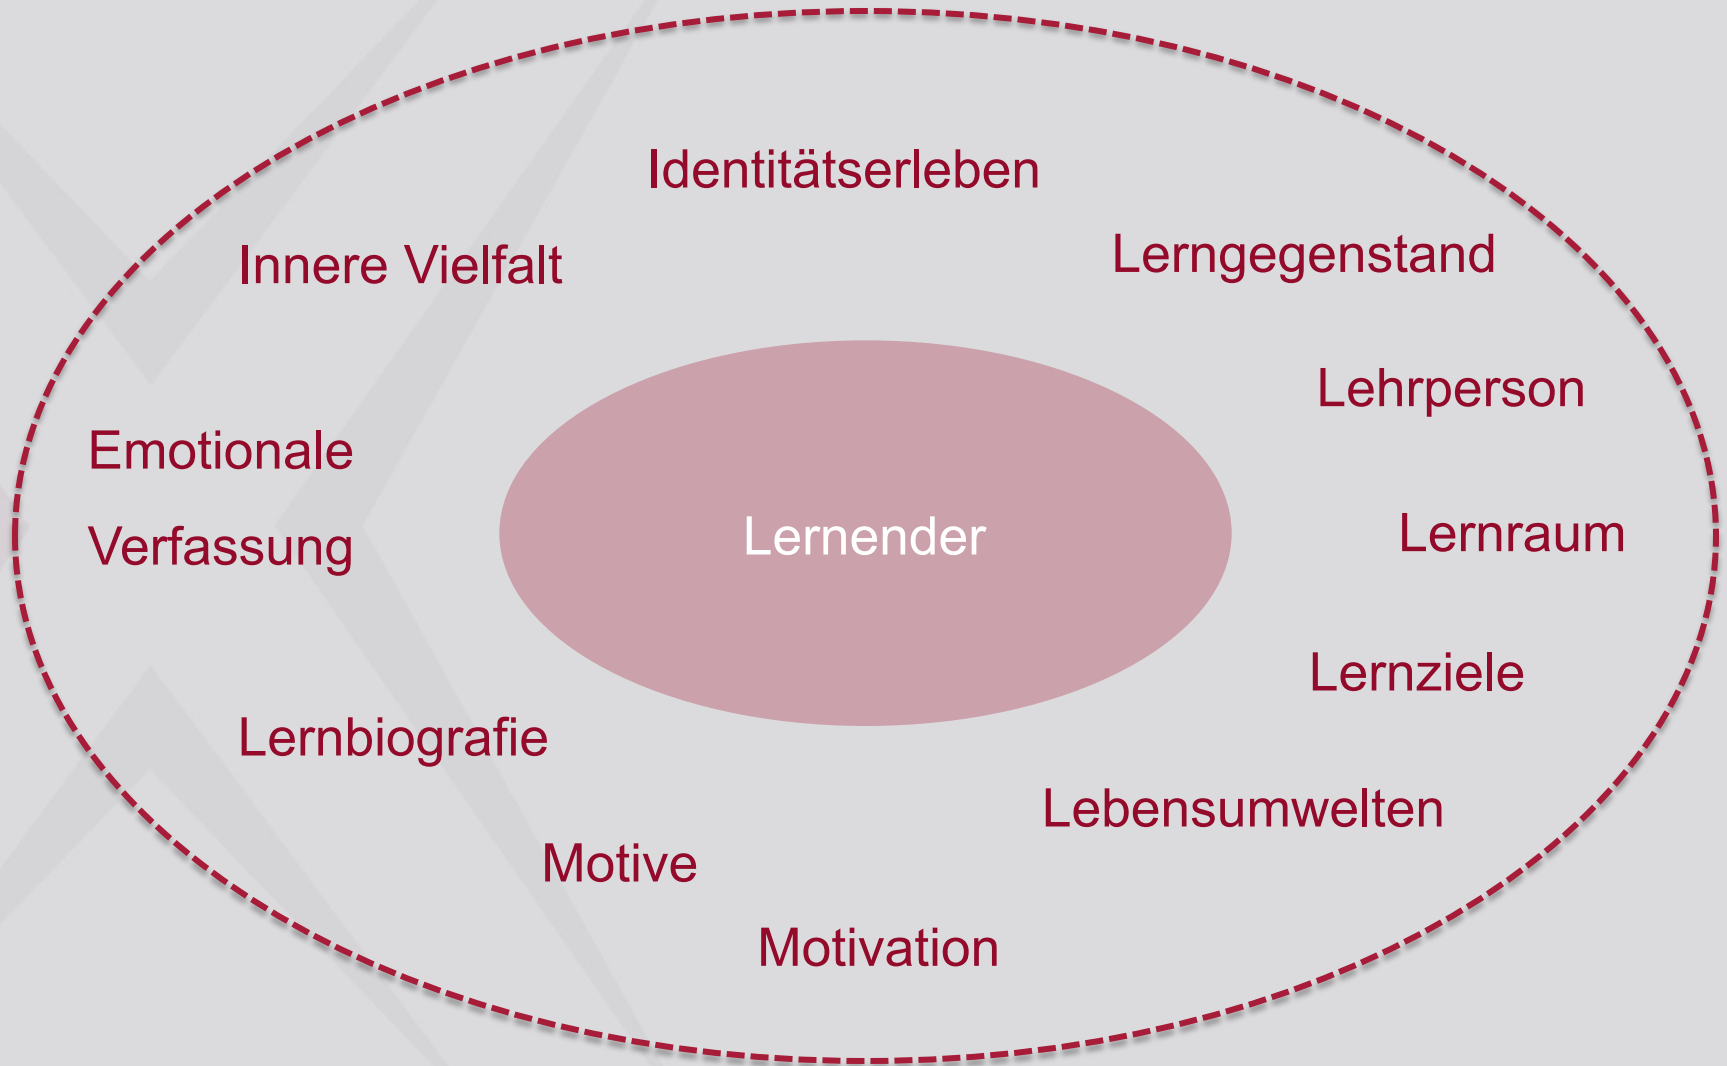 Identitätserleben
Innere Vielfalt
Lerngegenstand
Lehrperson
Emotionale
Verfassung
Lernender
Lernraum
Lernziele
Lernbiografie
Lebensumwelten
Motive
Motivation